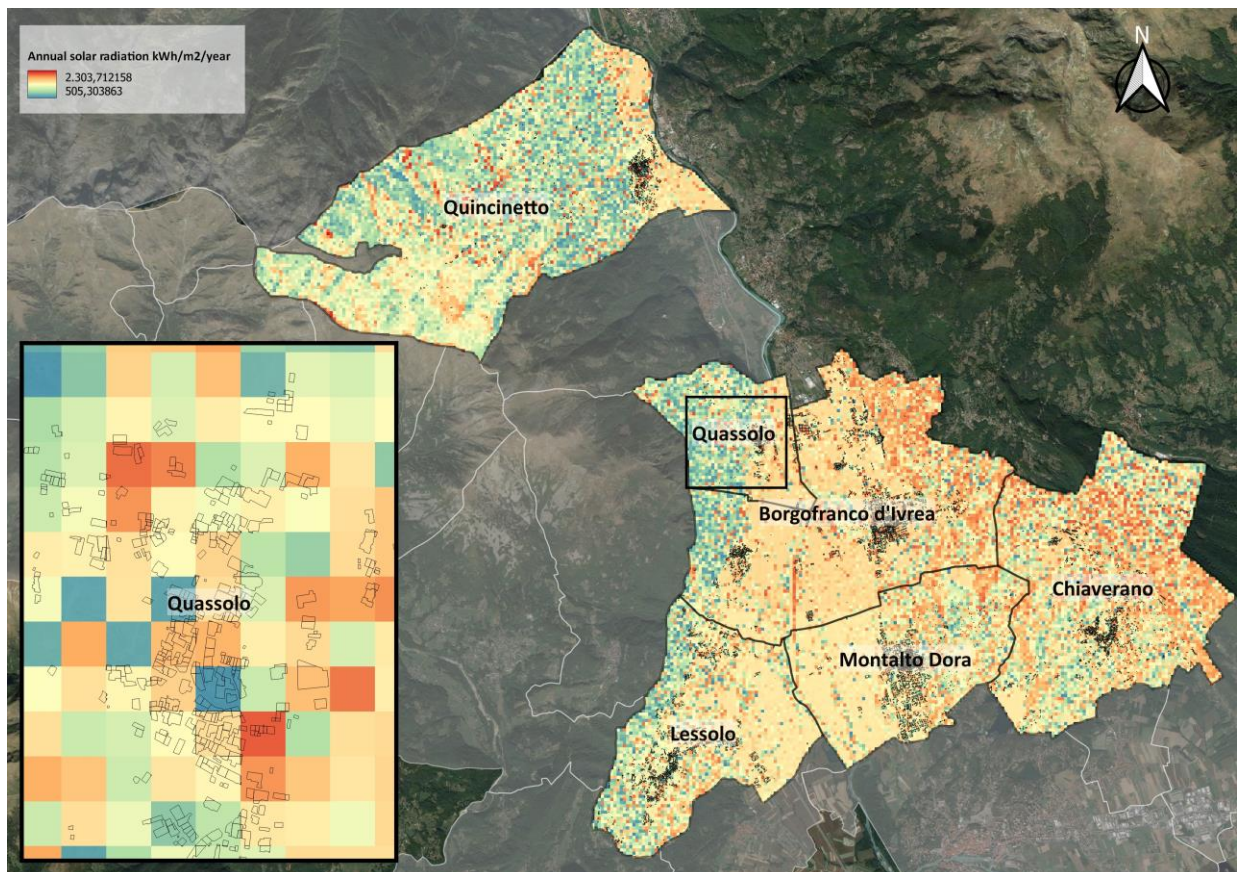 Annual solar radiation kWh/m2/year
2.303,712158
505,303863
N
Quincinetto
Quassolo
Borgofranco d'Ivrea
Chiaverano
Quassolo
Montalto Dora
Lessolo